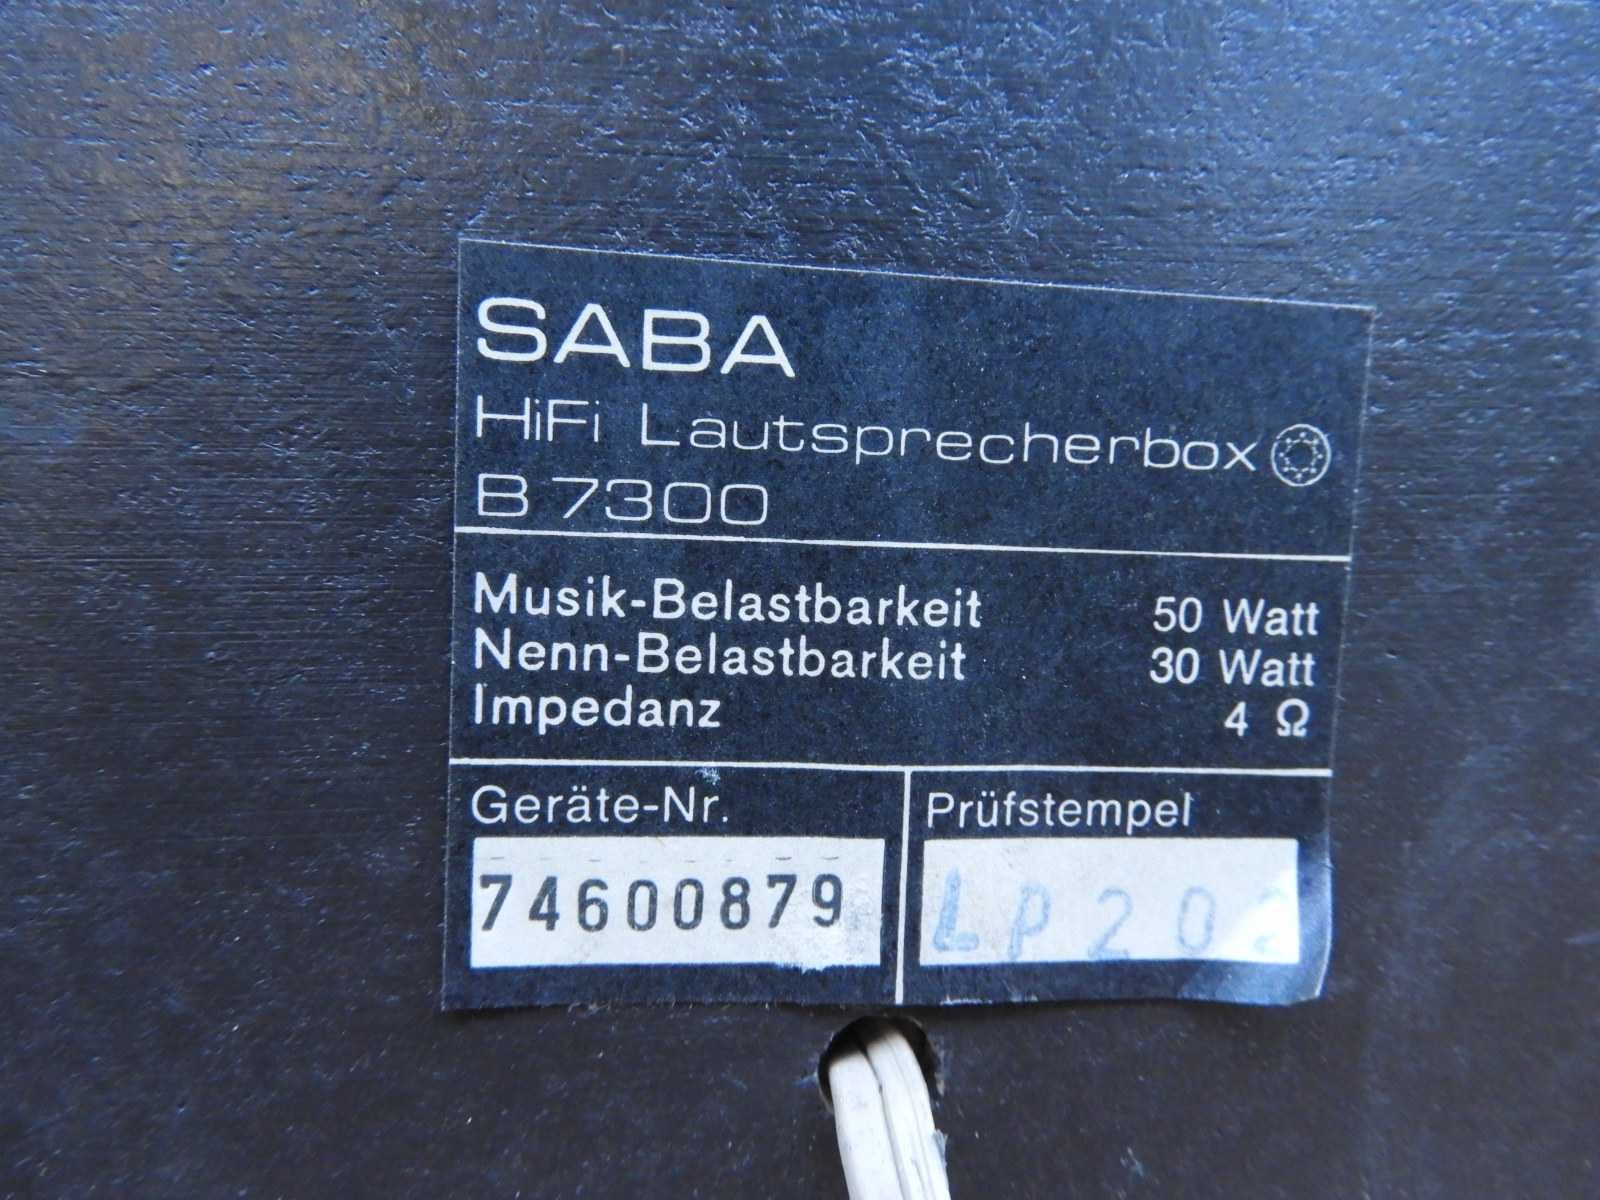 SABA
HiFi Lautsprecherbox
B 7300
Musik-Belastbarkeit 50 Watt
Nenn-Belastbarkeit 30 Watt
Impedanz 4 Ω
Geräte-Nr. Prüfstempel
74600879